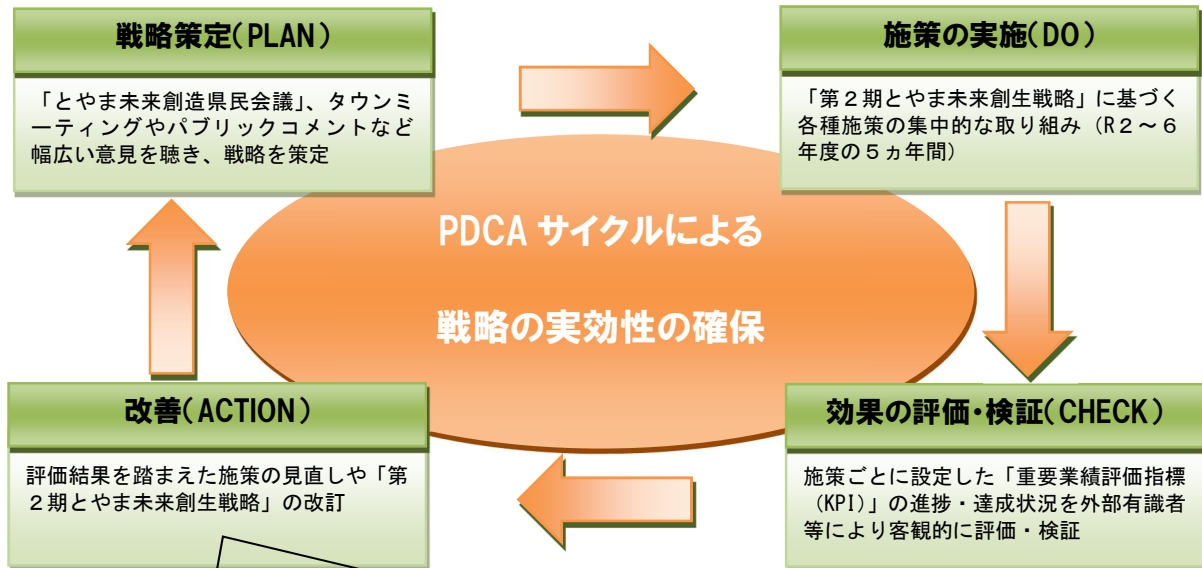 戦略策定(PLAN)
「とやま未来創造県民会議」、タウンミ
ーティングやパブリックコメントなど
幅広い意見を聴き、戦略を策定
施策の実施(DO)
「第２期とやま未来創生戦略」に基づく
各種施策の集中的な取り組み（R２～６
年度の５ヵ年間）
PDCA サイクルによる
戦略の実効性の確保
改善(ACTION)
評価結果を踏まえた施策の見直しや「第
２期とやま未来創生戦略」の改訂
効果の評価・検証(CHECK)
施策ごとに設定した「重要業績評価指標
（KPI）」の進捗・達成状況を外部有識者
等により客観的に評価・検証